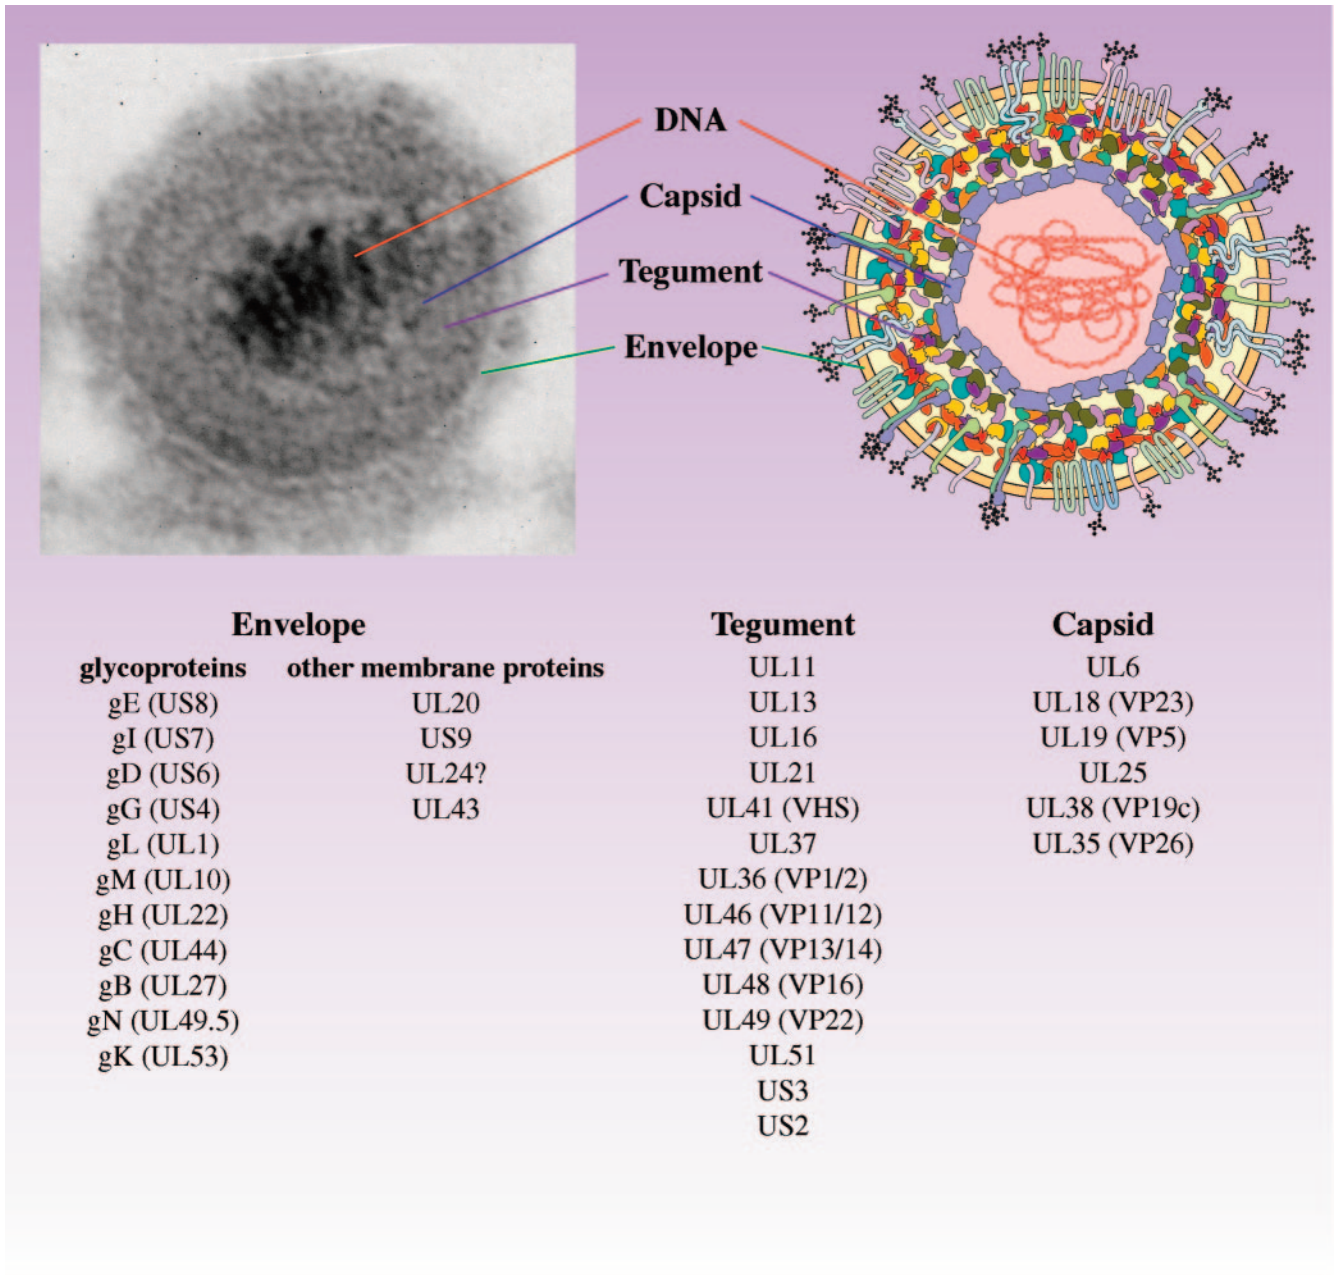 DNA
Capsid
Tegument
Envelope
Envelope
glycoproteins other membrane proteins
gE (US8) UL20
gI (US7) US9
gD (US6) UL24?
gG (US4) UL43
gL (UL1)
gM (UL10)
gH (UL22)
gC (UL44)
gB (UL27)
gN (UL49.5)
gK (UL53)
Tegument
UL11
UL13
UL16
UL21
UL41 (VHS)
UL37
UL36 (VP1/2)
UL46 (VP11/12)
UL47 (VP13/14)
UL48 (VP16)
UL49 (VP22)
UL51
US3
US2
Capsid
UL6
UL18 (VP23)
UL19 (VP5)
UL25
UL38 (VP19c)
UL35 (VP26)